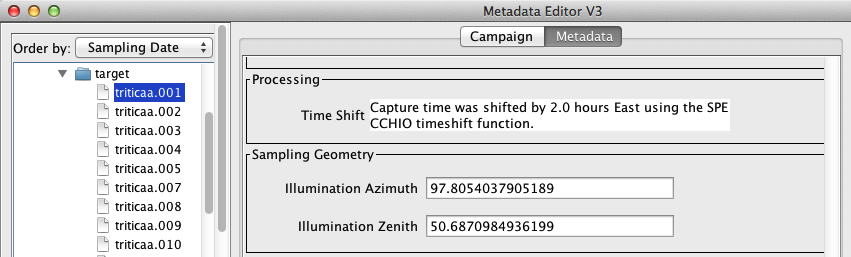 Metadata Editor V3
Order by: Sampling Date
Campaign Metadata
target
triticaa.001
triticaa.002
triticaa.003
triticaa.004
triticaa.005
triticaa.007
triticaa.008
triticaa.009
triticaa.010
Processing
Time Shift Capture time was shifted by 2.0 hours East using the SPE
CCHIO timeshift function.
Sampling Geometry
Illumination Azimuth 97.8054037905189
Illumination Zenith 50.6870984936199